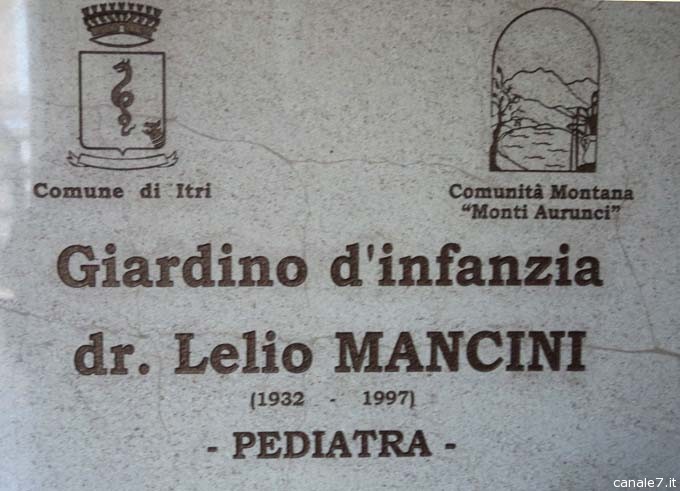 Comune di Itri
Comunità Montana
"Monti Aurunci"
Giardino d'infanzia
dr. Lelio MANCINI
(1932 - 1997)
- PEDIATRA -
canale7.it